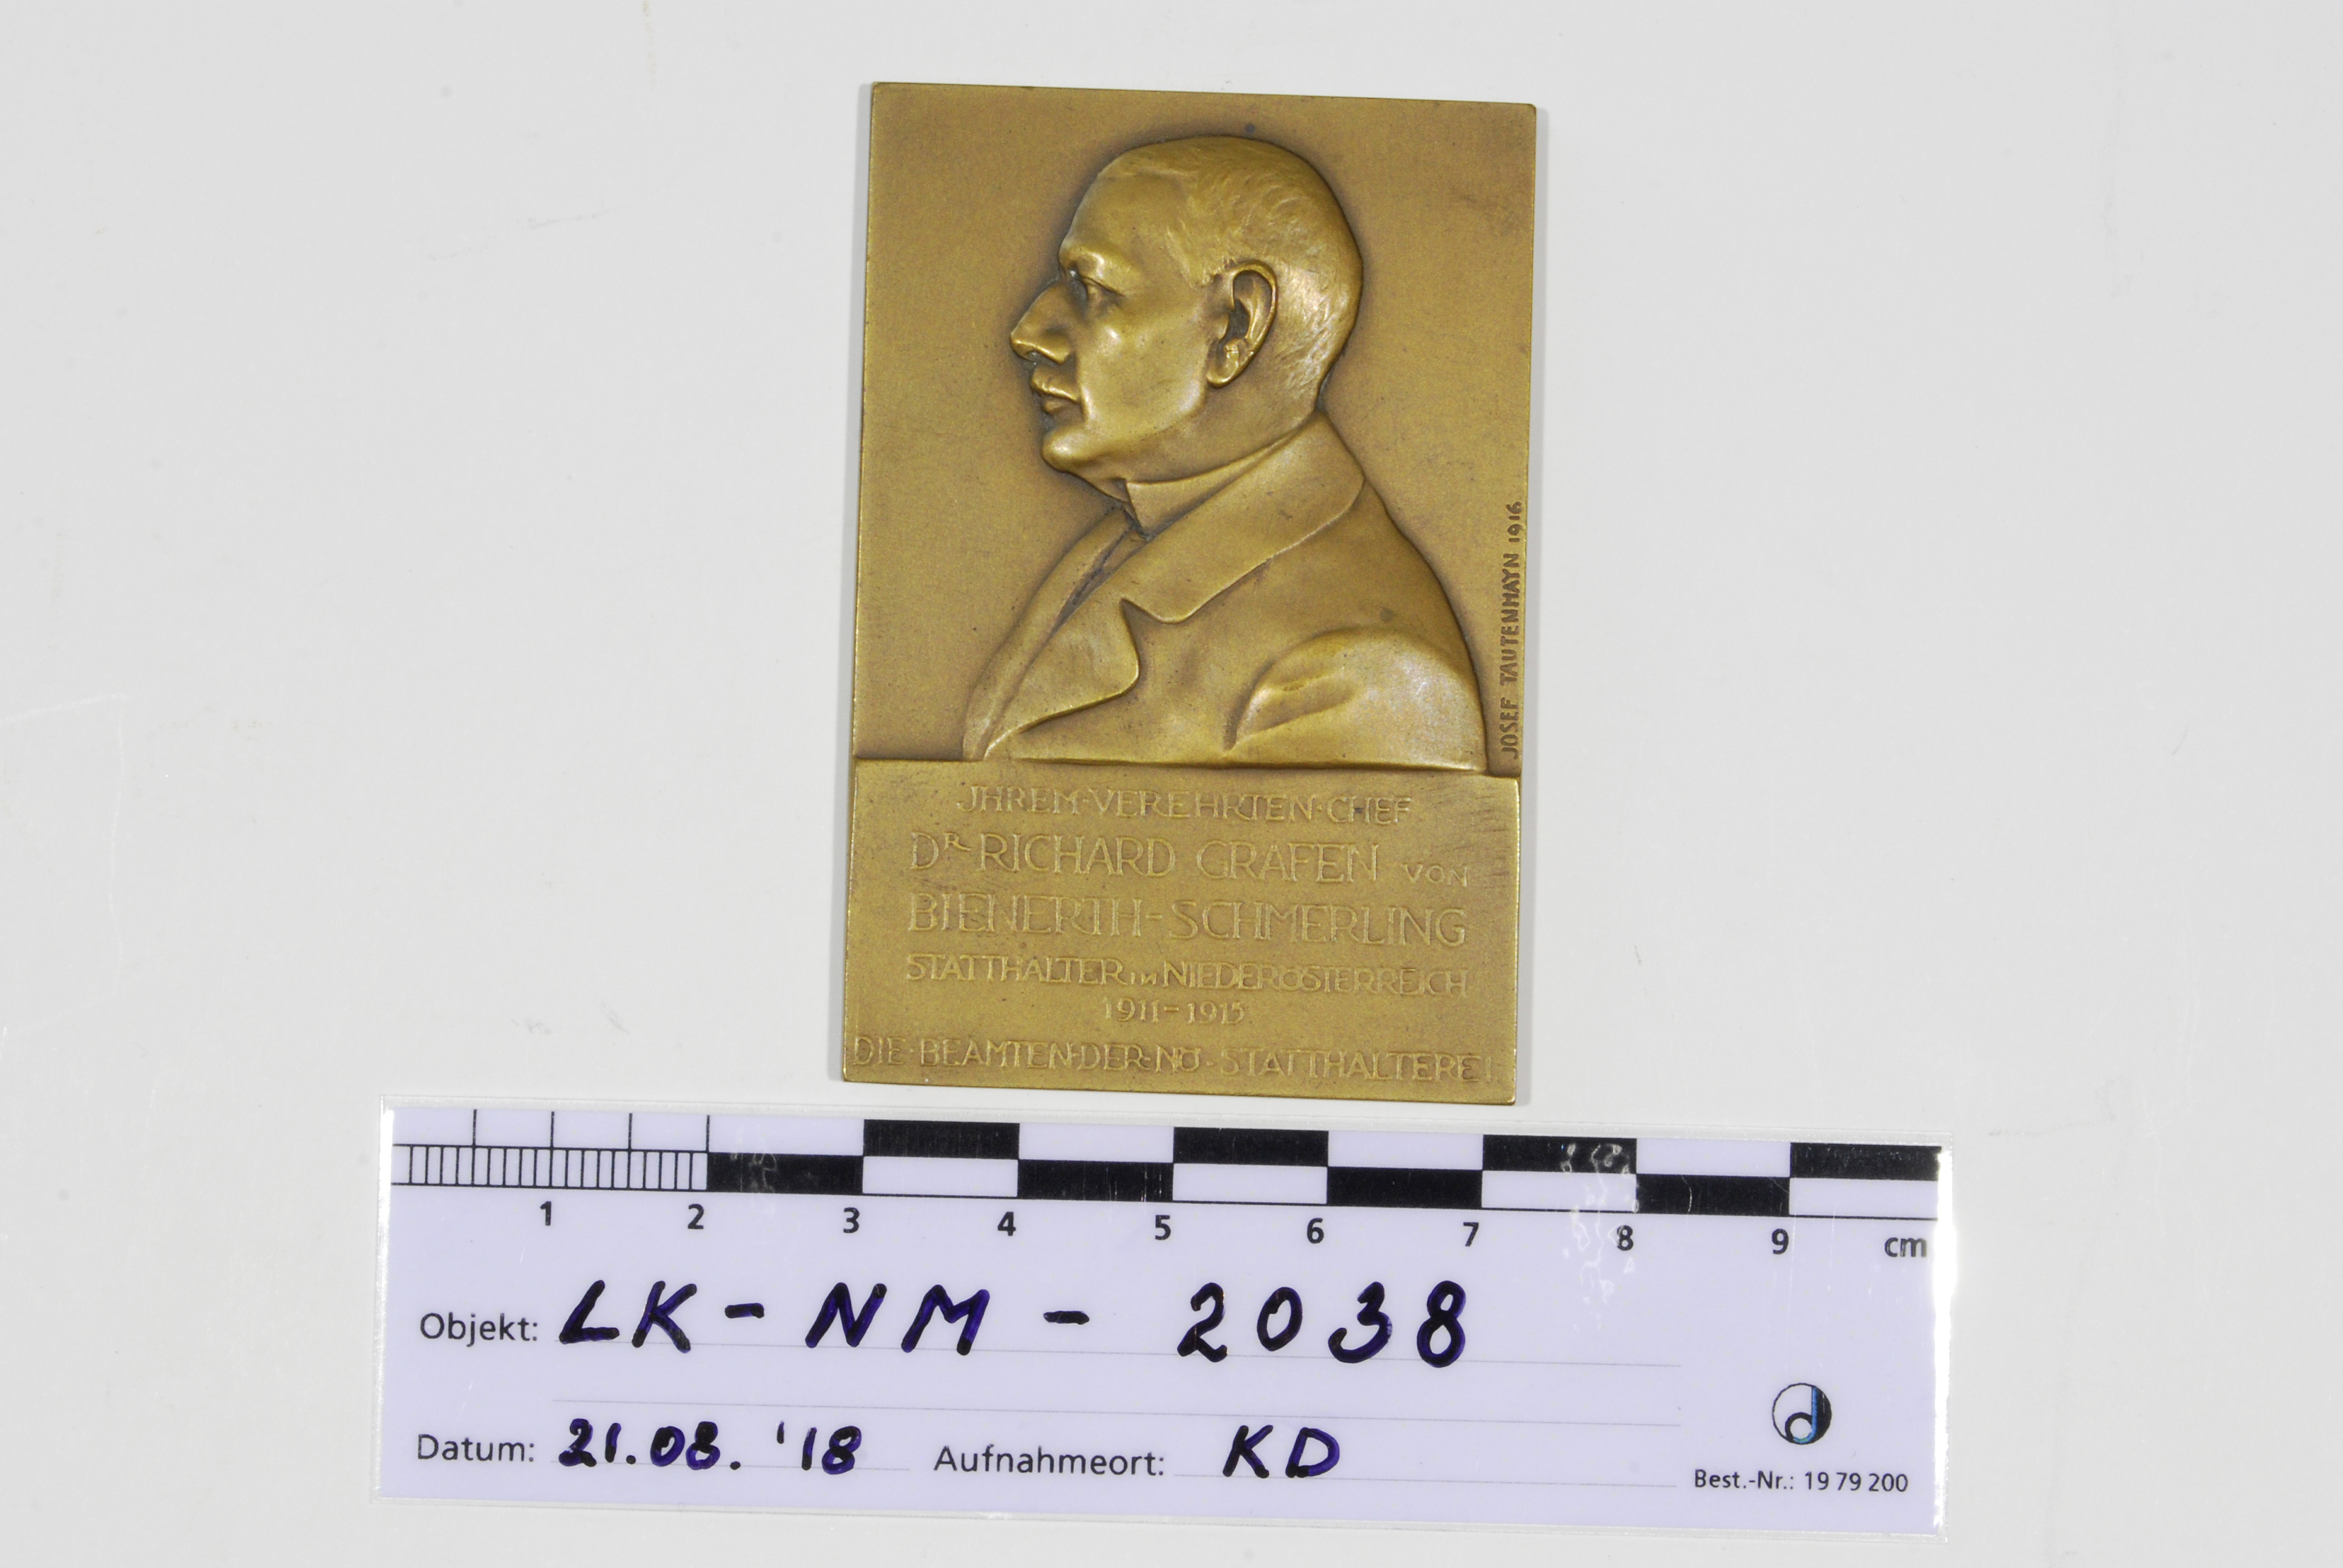 JOSEF TAUTENHAYN 1916
JHREM·VEREHRTEN·CHEF
DR RICHARD GRAFEN VON
BIENERTH-SCHMERLING
STATTHALTER IN NIEDERÖSTERREICH
1911-1915
DIE·BEAMTEN·DER·NÖ·STATTHALTEREI
1 2 3 4 5 6 7 8 9 cm
Objekt: LK-NM-2038
Datum: 21.08.'18 Aufnahmeort: KD
Best.-Nr.: 19 79 200